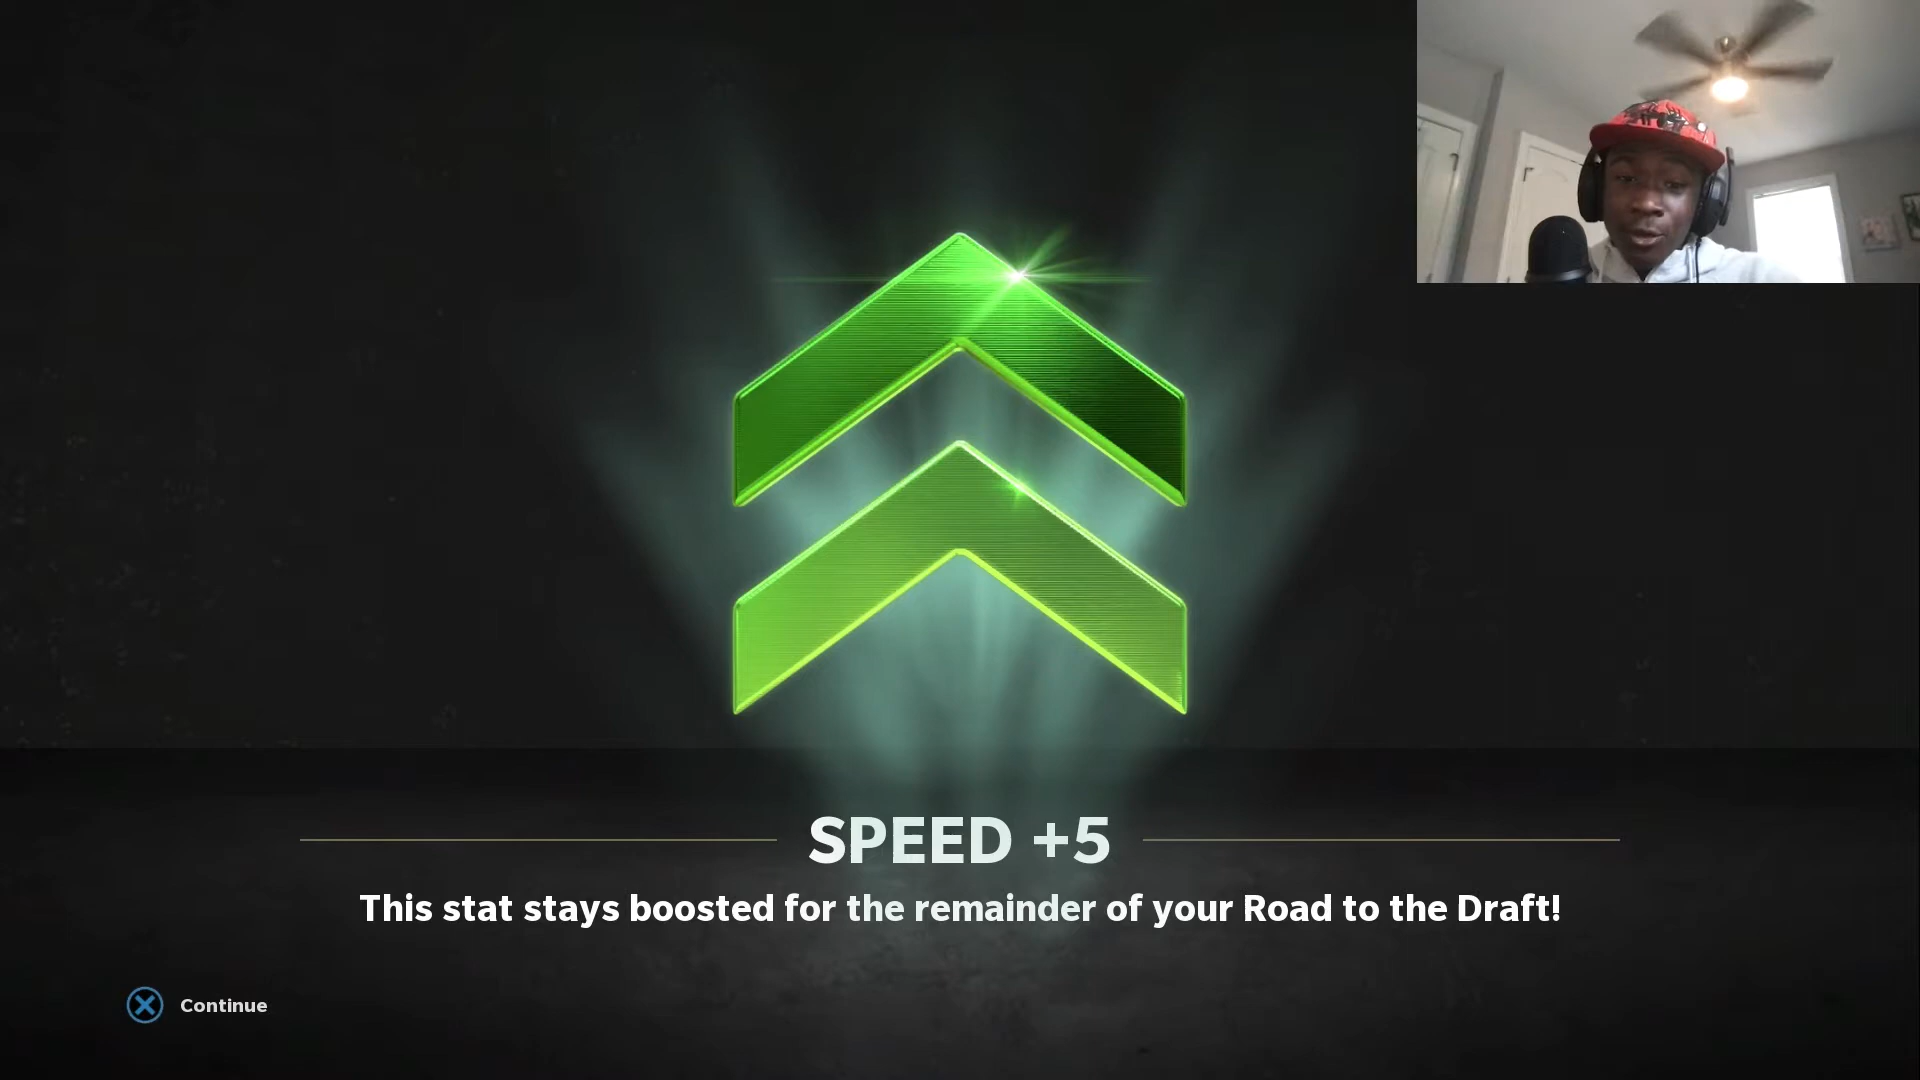 SPEED +5
This stat stays boosted for the remainder of your Road to the Draft!
Continue